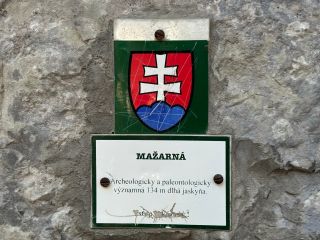 MAŽARNÁ
Archeologicky a paleontologicky
významná 134 m dlhá jaskyňa.